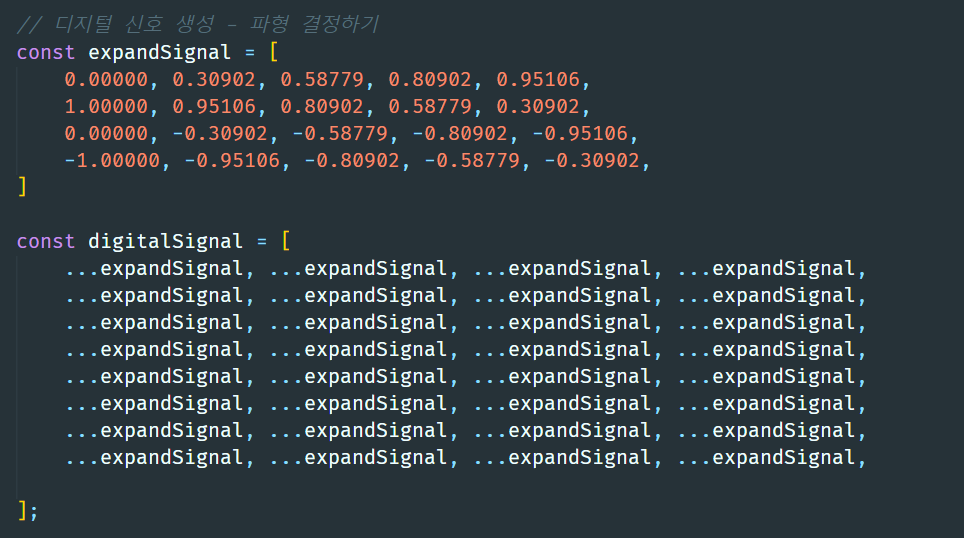 // 디지털 신호 생성 - 파형 결정하기
const expandSignal = [
0.00000, 0.30902, 0.58779, 0.80902, 0.95106,
1.00000, 0.95106, 0.80902, 0.58779, 0.30902,
0.00000, -0.30902, -0.58779, -0.80902, -0.95106,
-1.00000, -0.95106, -0.80902, -0.58779, -0.30902,
]
const digitalSignal = [
...expandSignal, ...expandSignal, ...expandSignal, ...expandSignal,
...expandSignal, ...expandSignal, ...expandSignal, ...expandSignal,
...expandSignal, ...expandSignal, ...expandSignal, ...expandSignal,
...expandSignal, ...expandSignal, ...expandSignal, ...expandSignal,
...expandSignal, ...expandSignal, ...expandSignal, ...expandSignal,
...expandSignal, ...expandSignal, ...expandSignal, ...expandSignal,
...expandSignal, ...expandSignal, ...expandSignal, ...expandSignal,
...expandSignal, ...expandSignal, ...expandSignal, ...expandSignal,
];